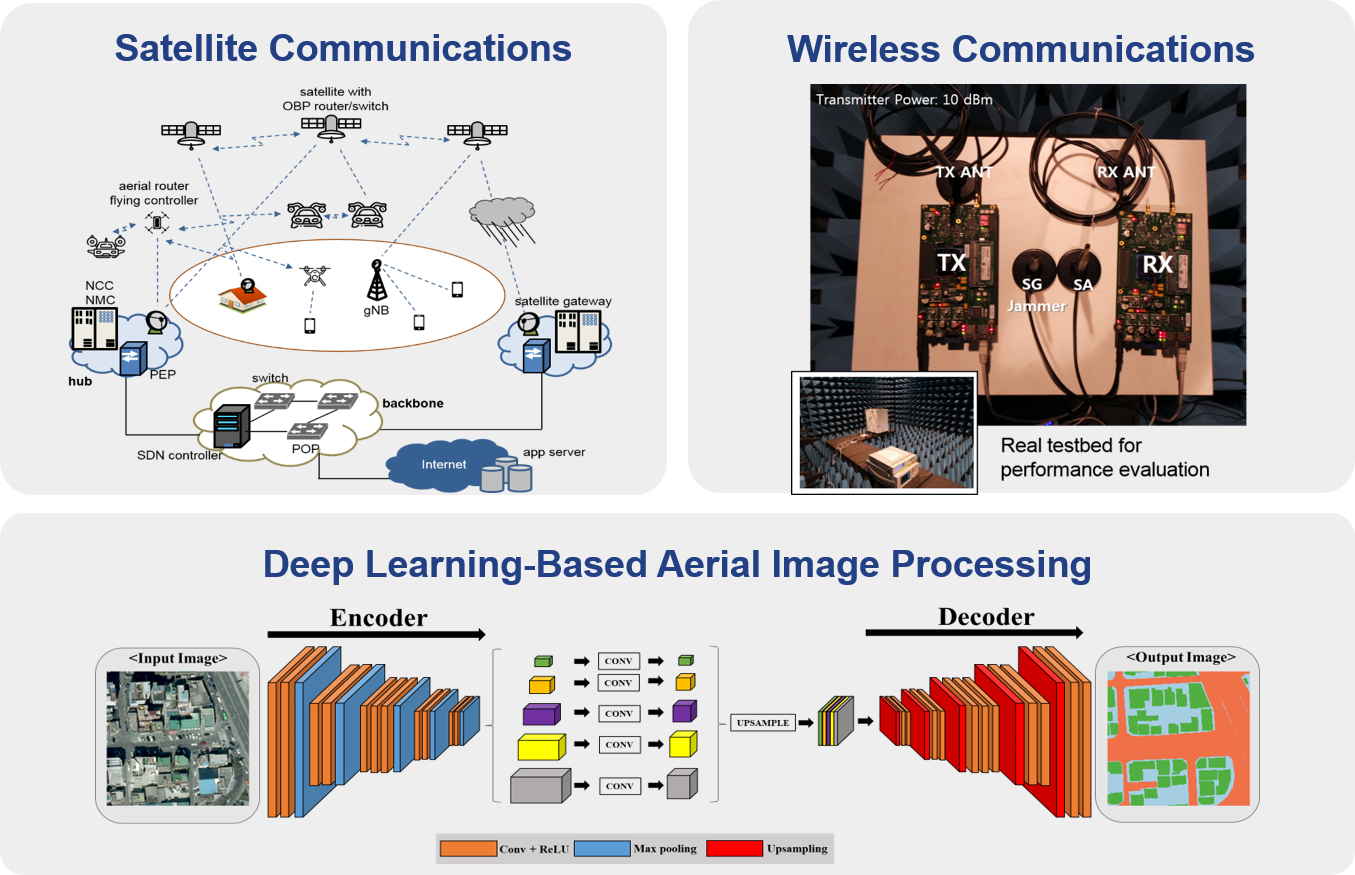 Satellite Communications
satellite with
OBP router/switch
aerial router
flying controller
NCC
NMC
gNB
satellite gateway
hub
PEP
switch
backbone
SDN controller
POP
Internet
app server
Wireless Communications
Transmitter Power: 10 dBm
TX ANT
RX ANT
TX
RX
SG
SA
Jammer
Real testbed for
performance evaluation
Deep Learning-Based Aerial Image Processing
Encoder
Decoder
<Input Image>
<Output Image>
CONV
CONV
CONV
CONV
CONV
UPSAMPLE
Conv + ReLU
Max pooling
Upsampling